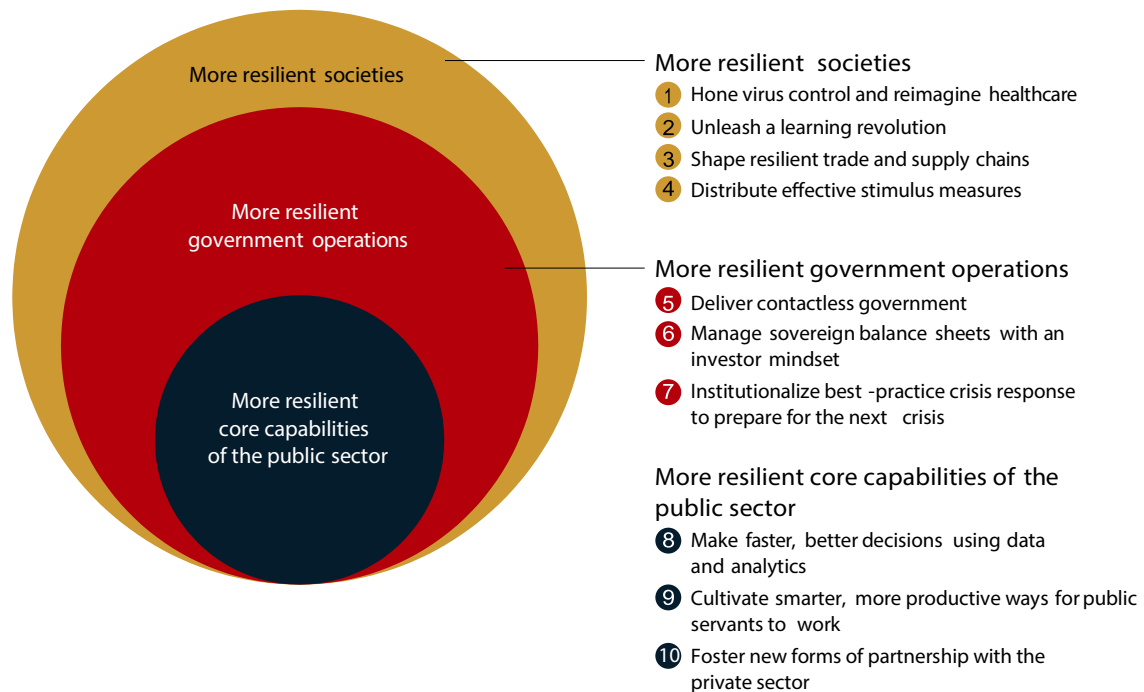 More resilient societies
More resilient
government operations
More resilient
core capabilities
of the public sector
More resilient societies
1 Hone virus control and reimagine healthcare
2 Unleash a learning revolution
3 Shape resilient trade and supply chains
4 Distribute effective stimulus measures
More resilient government operations
5 Deliver contactless government
6 Manage sovereign balance sheets with an
investor mindset
7 Institutionalize best -practice crisis response
to prepare for the next crisis
More resilient core capabilities of the
public sector
8 Make faster, better decisions using data
and analytics
9 Cultivate smarter, more productive ways for public
servants to work
10 Foster new forms of partnership with the
private sector